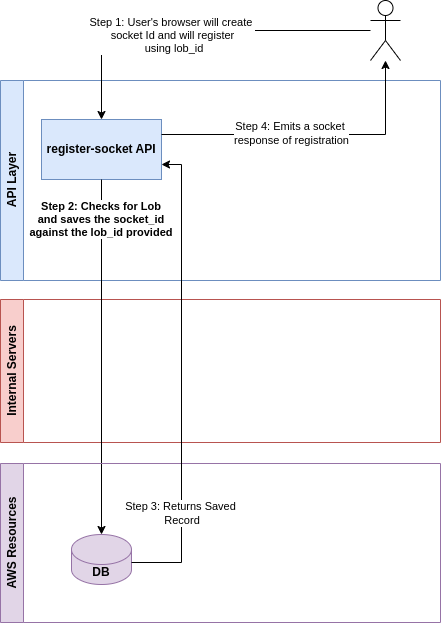 Step 1: User's browser will create
socket Id and will register
using lob_id
API Layer
register-socket API
Step 4: Emits a socket
response of registration
Step 2: Checks for Lob
and saves the socket_id
against the lob_id provided
Internal Servers
AWS Resources
Step 3: Returns Saved
Record
DB